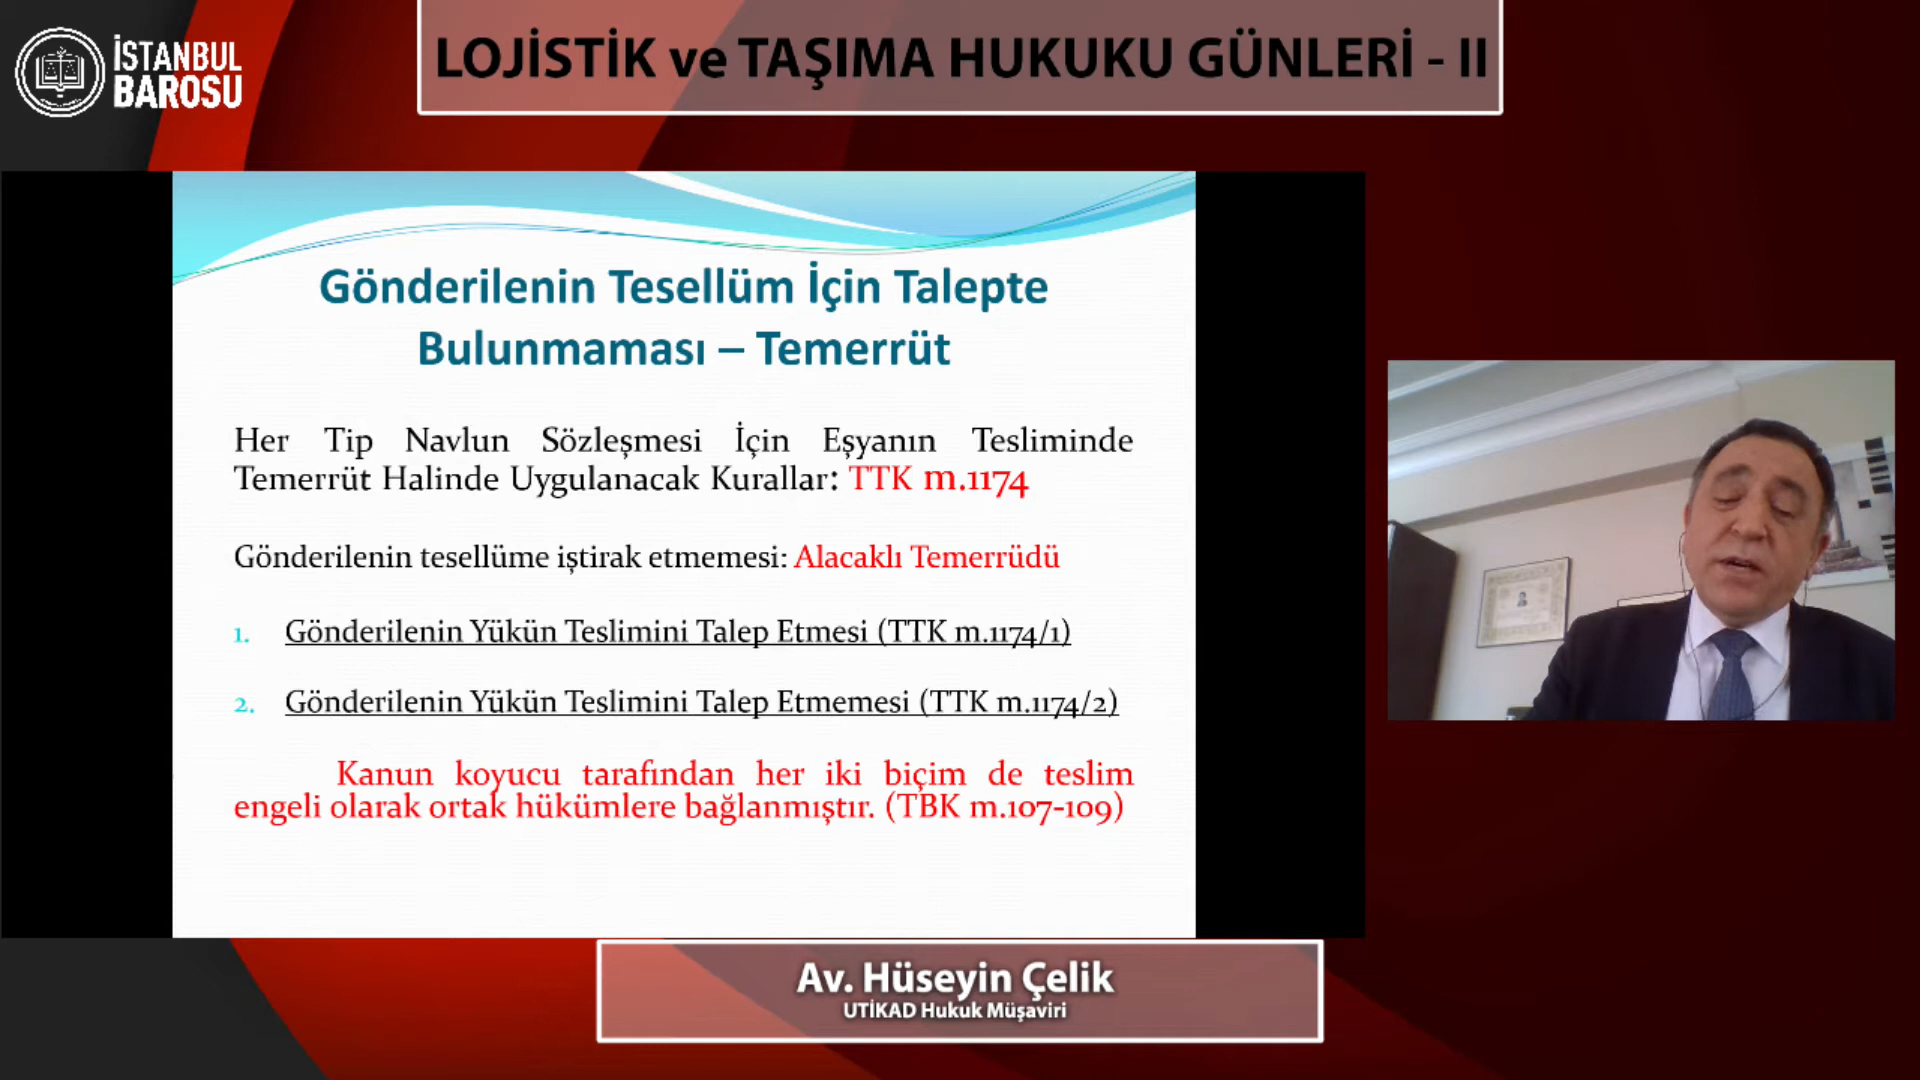 İSTANBUL
BAROSU
LOJİSTİK ve TAŞIMA HUKUKU GÜNLERİ - II
Gönderilenin Tesellüm İçin Talepte
Bulunmaması – Temerrüt
Her Tip Navlun Sözleşmesi İçin Eşyanın Tesliminde
Temerrüt Halinde Uygulanacak Kurallar: TTK m.1174
Gönderilenin tesellüme iştirak etmemesi: Alacaklı Temerrüdü
1. Gönderilenin Yükün Teslimini Talep Etmesi (TTK m.1174/1)
2. Gönderilenin Yükün Teslimini Talep Etmemesi (TTK m.1174/2)
Kanun koyucu tarafından her iki biçim de teslim
engeli olarak ortak hükümlere bağlanmıştır. (TBK m.107-109)
Av. Hüseyin Çelik
UTİKAD Hukuk Müşaviri